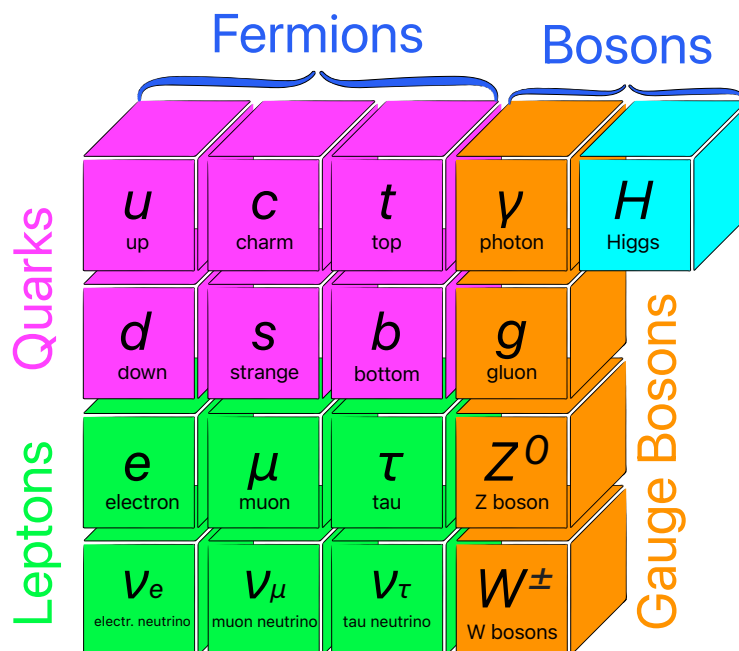 Fermions
Bosons
Quarks
Leptons
Gauge Bosons
u
up
c
charm
t
top
γ
photon
H
Higgs
d
down
s
strange
b
bottom
g
gluon
e
electron
μ
muon
τ
tau
Z⁰
Z boson
νe
electr. neutrino
νμ
muon neutrino
ντ
tau neutrino
W±
W bosons